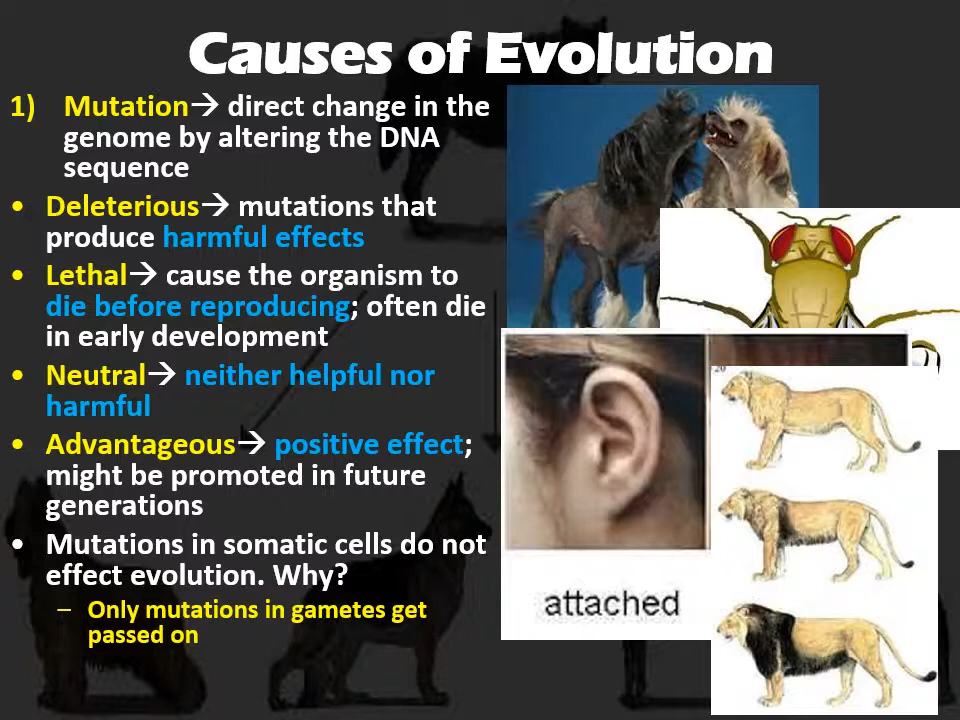 Causes of Evolution
1) Mutation→ direct change in the
genome by altering the DNA
sequence
• Deleterious→ mutations that
produce harmful effects
• Lethal→ cause the organism to
die before reproducing; often die
in early development
• Neutral→ neither helpful nor
harmful
• Advantageous→ positive effect;
might be promoted in future
generations
• Mutations in somatic cells do not
effect evolution. Why?
– Only mutations in gametes get
passed on
attached
20